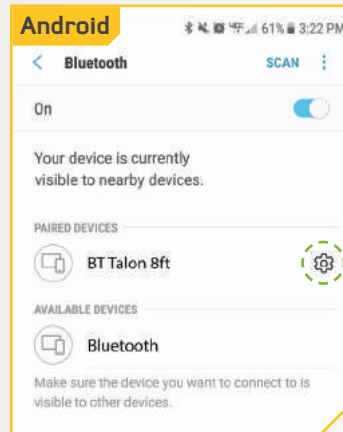 Android
61% 3:22 PM
< Bluetooth SCAN
On
Your device is currently
visible to nearby devices.
PAIRED DEVICES
BT Talon 8ft
AVAILABLE DEVICES
Bluetooth
Make sure the device you want to connect to is
visible to other devices.